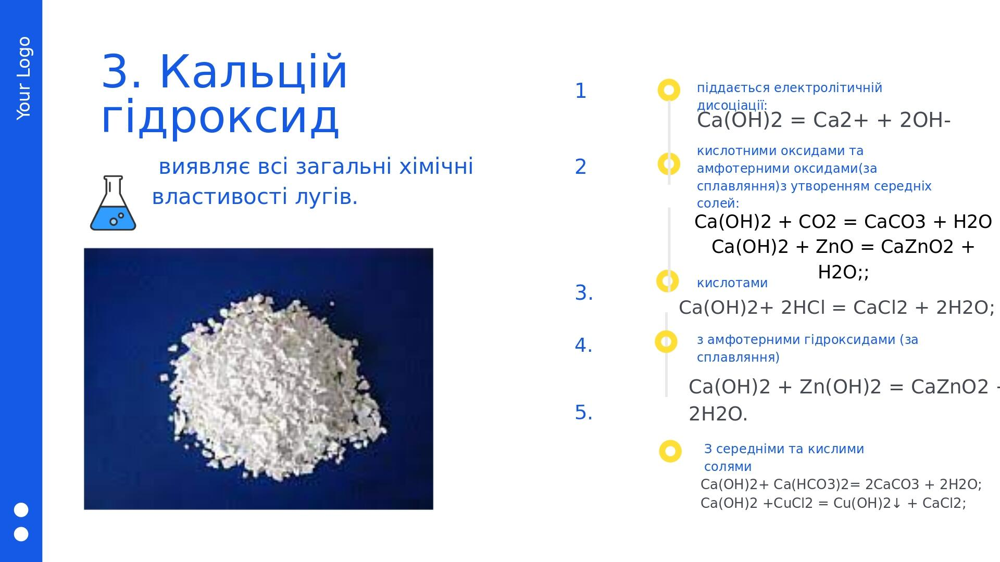 Your Logo
3. Кальцій
гідроксид
виявляє всі загальні хімічні
властивості лугів.
1
піддається електролітичній
дисоціації:
Ca(OH)2 = Ca2+ + 2OH-
2
кислотними оксидами та
амфотерними оксидами(за
сплавляння)з утворенням середніх
солей:
Ca(OH)2 + CO2 = CaCO3 + H2O
Ca(OH)2 + ZnO = CaZnO2 +
H2O;;
3.
кислотами
Ca(OH)2+ 2HCl = CaCl2 + 2H2O;
4.
з амфотерними гідроксидами (за
сплавляння)
Ca(OH)2 + Zn(OH)2 = CaZnO2 +
2H2O.
5.
З середніми та кислими
солями
Ca(OH)2+ Ca(HCO3)2= 2CaCO3 + 2H2O;
Ca(OH)2 +CuCl2 = Cu(OH)2↓ + CaCl2;